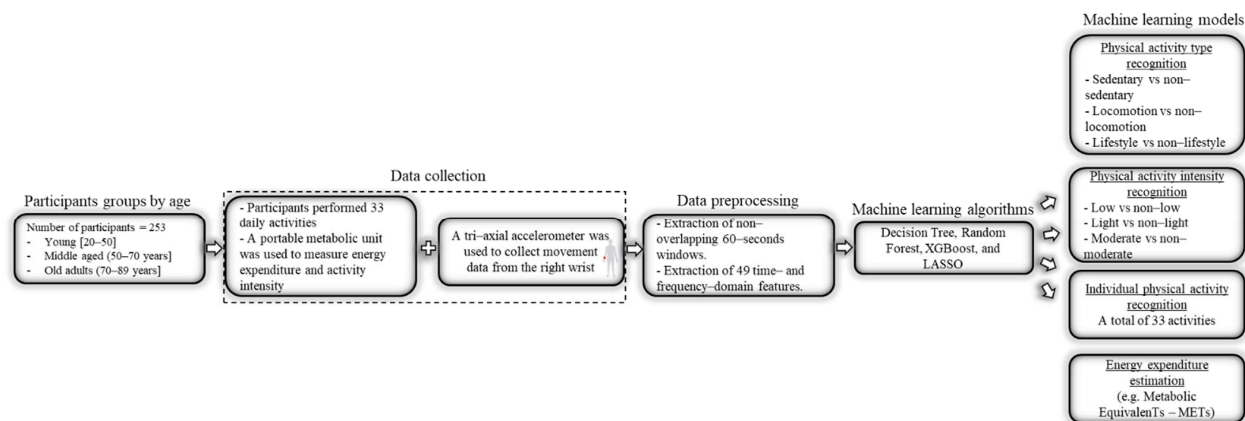 Participants groups by age
Number of participants = 253
- Young [20–50]
- Middle aged (50–70 years]
- Old adults (70–89 years]
Data collection
- Participants performed 33
daily activities
- A portable metabolic unit
was used to measure energy
expenditure and activity
intensity
A tri–axial accelerometer was
used to collect movement
data from the right wrist
Data preprocessing
- Extraction of non–
overlapping 60–seconds
windows.
- Extraction of 49 time– and
frequency–domain features.
Machine learning algorithms
Decision Tree, Random
Forest, XGBoost, and
LASSO
Machine learning models
Physical activity type
recognition
- Sedentary vs non–
sedentary
- Locomotion vs non–
locomotion
- Lifestyle vs non–lifestyle
Physical activity intensity
recognition
- Low vs non–low
- Light vs non–light
- Moderate vs non–
moderate
Individual physical activity
recognition
A total of 33 activities
Energy expenditure
estimation
(e.g. Metabolic
EquivalenTs – METs)